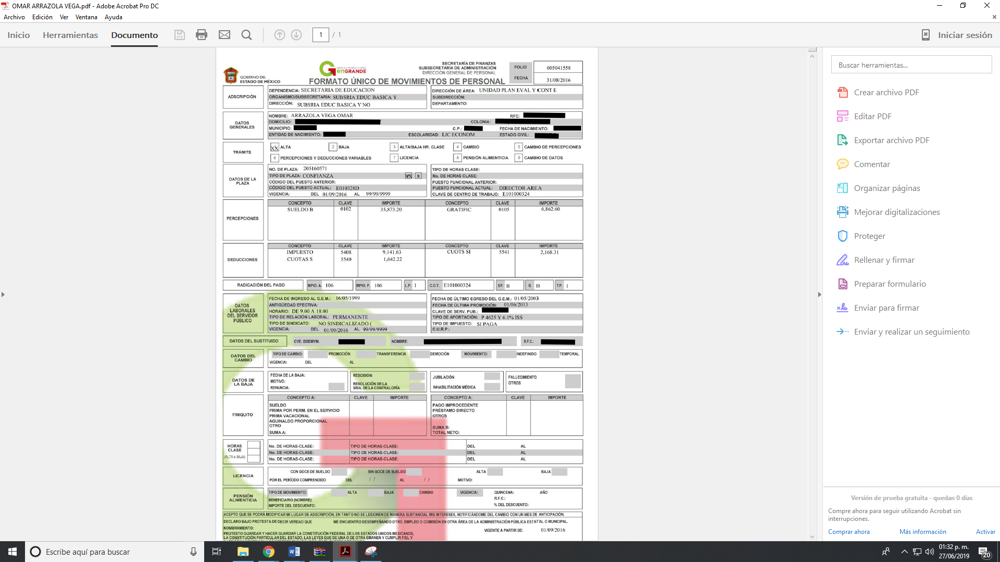 OMAR ARRAZOLA VEGA.pdf - Adobe Acrobat Pro DC
Archivo Edición Ver Ventana Ayuda
Inicio Herramientas Documento 1 / 1 Iniciar sesión
Buscar herramientas...
Crear archivo PDF
Editar PDF
Exportar archivo PDF
Comentar
Organizar páginas
Mejorar digitalizaciones
Proteger
Rellenar y firmar
Preparar formulario
Enviar para firmar
Enviar y realizar un seguimiento
Versión de prueba gratuita - quedan 0 días
Compre ahora para seguir utilizando Acrobat sin
interrupciones.
Comprar ahora Más información Activar
GOBIERNO DEL
ESTADO DE MÉXICO
enGRANDE
SECRETARÍA DE FINANZAS
SUBSECRETARÍA DE ADMINISTRACIÓN
DIRECCIÓN GENERAL DE PERSONAL
FORMATO ÚNICO DE MOVIMIENTOS DE PERSONAL
FOLIO 605041558
FECHA 31/08/2016
ADSCRIPCIÓN
DEPENDENCIA: SECRETARIA DE EDUCACION
ORGANISMO/SUBSECRETARIA: SUBSRIA EDUC BASICA Y
DIRECCIÓN: SUBSRIA EDUC BASICA Y NO
DIRECCIÓN DE ÁREA: UNIDAD PLAN EVAL Y CONT E
SUBDIRECCIÓN:
DEPARTAMENTO:
DATOS GENERALES
NOMBRE: ARRAZOLA VEGA OMAR RFC:
DOMICILIO: COLONIA:
MUNICIPIO: C.P.: FECHA DE NACIMIENTO:
ENTIDAD DE NACIMIENTO: ESCOLARIDAD: LIC ECONOM ESTADO CIVIL:
TRÁMITE
XX ALTA 2 BAJA 3 ALTA/BAJA HR. CLASE 4 CAMBIO 5 CAMBIO DE PERCEPCIONES
6 PERCEPCIONES Y DEDUCCIONES VARIABLES 7 LICENCIA 8 PENSIÓN ALIMENTICIA 9 CAMBIO DE DATOS
DATOS DE LA PLAZA
NO. DE PLAZA: 205160571
TIPO DE PLAZA: CONFIANZA S
CÓDIGO DEL PUESTO ANTERIOR:
CÓDIGO DEL PUESTO ACTUAL: E010328D
VIGENCIA: DEL 01/09/2016 AL 99/99/9999
TIPO DE HORAS CLASE:
No. DE HORAS CLASE:
PUESTO FUNCIONAL ANTERIOR:
PUESTO FUNCIONAL ACTUAL: DIRECTOR AREA
CLAVE DE CENTRO DE TRABAJO: E101000324
PERCEPCIONES
CONCEPTO CLAVE IMPORTE CONCEPTO CLAVE IMPORTE
SUELDO B 0102 35,873.20 GRATIFIC 0105 6,862.60
DEDUCCIONES
CONCEPTO CLAVE IMPORTE CONCEPTO CLAVE IMPORTE
IMPUESTO 5408 9,141.63 CUOTS SI 5541 2,168.31
CUOTAS S 5540 1,642.22
RADICACIÓN DEL PAGO MPIO. A. 106 MPIO. P. 106 L.P. 1 C.C.T. E101000324 S.P. B B. B T.P. 1
DATOS LABORALES DEL SERVIDOR PÚBLICO
FECHA DE INGRESO AL G.E.M.: 16/05/1999
ANTIGÜEDAD EFECTIVA:
HORARIO: DE 9.00 A 18.00
TIPO DE RELACIÓN LABORAL: PERMANENTE
TIPO DE SINDICATO: NO SINDICALIZADO (
VIGENCIA: DEL 01/09/2016 AL 99/99/9999
FECHA DE ÚLTIMO EGRESO DEL G.E.M.: 01/05/2003
FECHA DE ÚLTIMA PROMOCIÓN: 01/06/2013
CLAVE DE SERV. PUB.:
TIPO DE APORTACIÓN: P 4625 Y 6.1% ISS
TIPO DE IMPUESTO: SI PAGA
C.U.R.P.:
DATOS DEL SUSTITUIDO CVE. ISSEMYM. NOMBRE: R.F.C.:
DATOS DEL CAMBIO
TIPO DE CAMBIO: PROMOCIÓN TRANSFERENCIA DEMOCIÓN MOVIMIENTO: INDEFINIDO TEMPORAL
VIGENCIA: DEL AL
DATOS DE LA BAJA
FECHA DE LA BAJA:
MOTIVO:
RENUNCIA:
RESCISIÓN:
RESOLUCIÓN DE LA
SRIA. DE LA CONTRALORÍA
JUBILACIÓN
INHABILITACIÓN MÉDICA
FALLECIMIENTO
OTROS
FINIQUITO
CONCEPTO A: CLAVE IMPORTE CONCEPTO A: CLAVE IMPORTE
SUELDO
PRIMA POR PERM. EN EL SERVICIO
PRIMA VACACIONAL
AGUINALDO PROPORCIONAL
OTRO
SUMA A:
PAGO IMPROCEDENTE
PRÉSTAMO DIRECTO
OTROS
SUMA B:
TOTAL NETO:
HORAS CLASE (ALTA o BAJA)
No. DE HORAS-CLASE: TIPO DE HORAS-CLASE: DEL AL
No. DE HORAS-CLASE: TIPO DE HORAS-CLASE: DEL AL
No. DE HORAS-CLASE: TIPO DE HORAS-CLASE: DEL AL
LICENCIA
CON GOCE DE SUELDO SIN GOCE DE SUELDO ALTA BAJA
POR EL PERÍODO COMPRENDIDO DEL / / AL / / MOTIVO:
PENSIÓN ALIMENTICIA
TIPO DE MOVIMIENTO: ALTA BAJA CAMBIO VIGENCIA: QUINCENA: AÑO
BENEFICIARIO (NOMBRE): R.F.C.:
IMPORTE DEL DESCUENTO: % DEL DESCUENTO:
ACEPTO QUE SE PODRÁ MODIFICAR MI LUGAR DE ADSCRIPCIÓN, EN TANTO NO SE LESIONEN DE MANERA SUSTANCIAL MIS INTERESES, NOTIFICÁNDOME DEL CAMBIO CON UN MES DE ANTICIPACIÓN.
DECLARO BAJO PROTESTA DE DECIR VERDAD QUE ME ENCUENTRO DESEMPEÑANDO OTRO EMPLEO O COMISIÓN EN OTRA ÁREA DE LA ADMINISTRACIÓN PÚBLICA ESTATAL O MUNICIPAL.
NOMBRAMIENTO:
VIGENTE A PARTIR DE: 01/09/2016
PROTESTO GUARDAR Y HACER GUARDAR LA CONSTITUCIÓN FEDERAL DE LOS ESTADOS UNIDOS MEXICANOS,
LA CONSTITUCIÓN PARTICULAR DEL ESTADO, LAS LEYES QUE DE UNA O DE OTRA EMANEN Y CUMPLIR FIEL Y
Escribe aquí para buscar
01:32 p. m.
27/06/2019
20